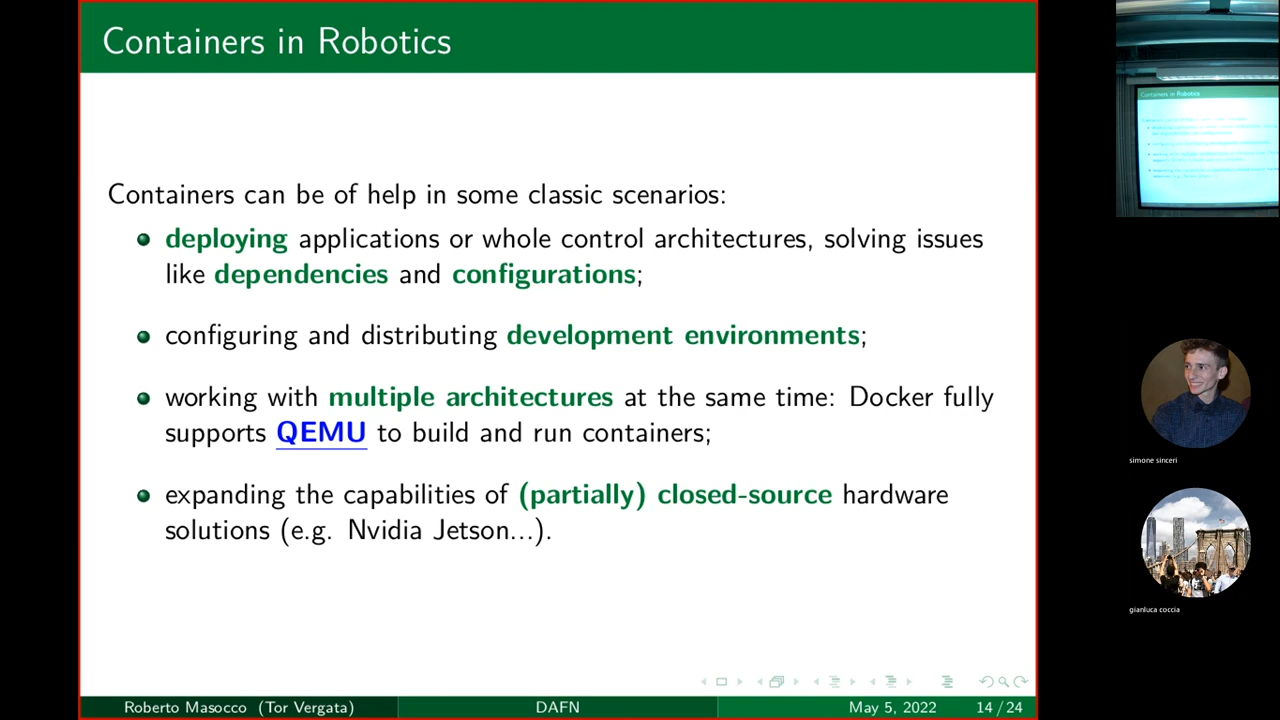 Containers in Robotics
Containers can be of help in some classic scenarios:
deploying applications or whole control architectures, solving issues
like dependencies and configurations;
configuring and distributing development environments;
working with multiple architectures at the same time: Docker fully
supports QEMU to build and run containers;
expanding the capabilities of (partially) closed-source hardware
solutions (e.g. Nvidia Jetson...).
Roberto Masocco (Tor Vergata)
DAFN
May 5, 2022
14 / 24
Containers in Robotics
simone sinceri
gianluca coccia